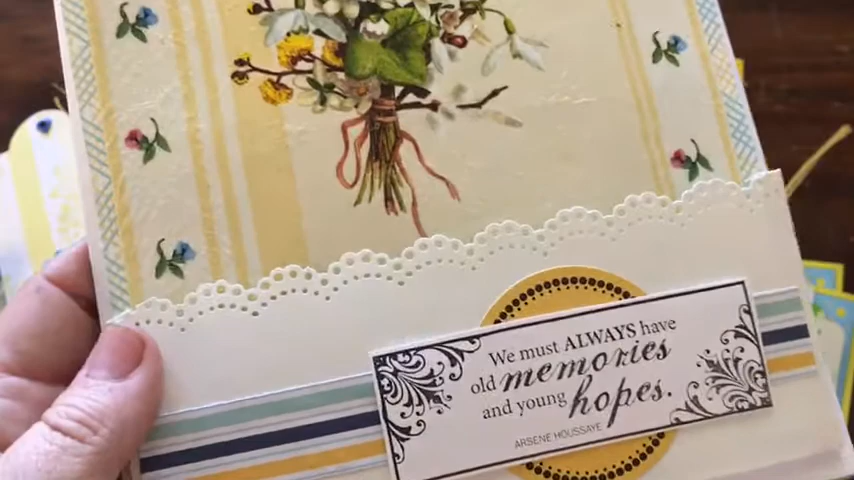 We must ALWAYS have
old memories
and young hopes.
ARSENE HOUSSAYE